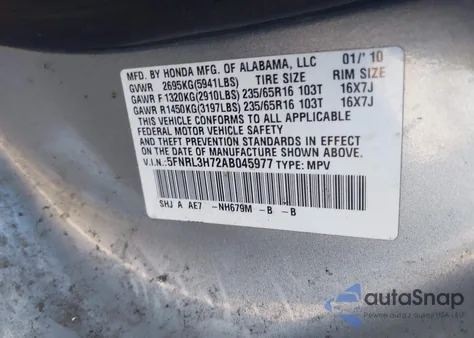 MFD. BY HONDA MFG. OF ALABAMA, LLC 01/'10
GVWR 2695KG(5941LBS) TIRE SIZE RIM SIZE
GAWR F 1320KG(2910LBS) 235/65R16 103T 16X7J
GAWR R1450KG(3197LBS) 235/65R16 103T 16X7J
THIS VEHICLE CONFORMS TO ALL APPLICABLE
FEDERAL MOTOR VEHICLE SAFETY AND
THEFT PREVENTION STANDARDS IN EFFECT ON
THE DATE OF MANUFACTURE SHOWN ABOVE.
V.I.N.: 5FNRL3H72AB045977 TYPE: MPV
SHJ A AE7 -NH679M -B -B
autoSnap